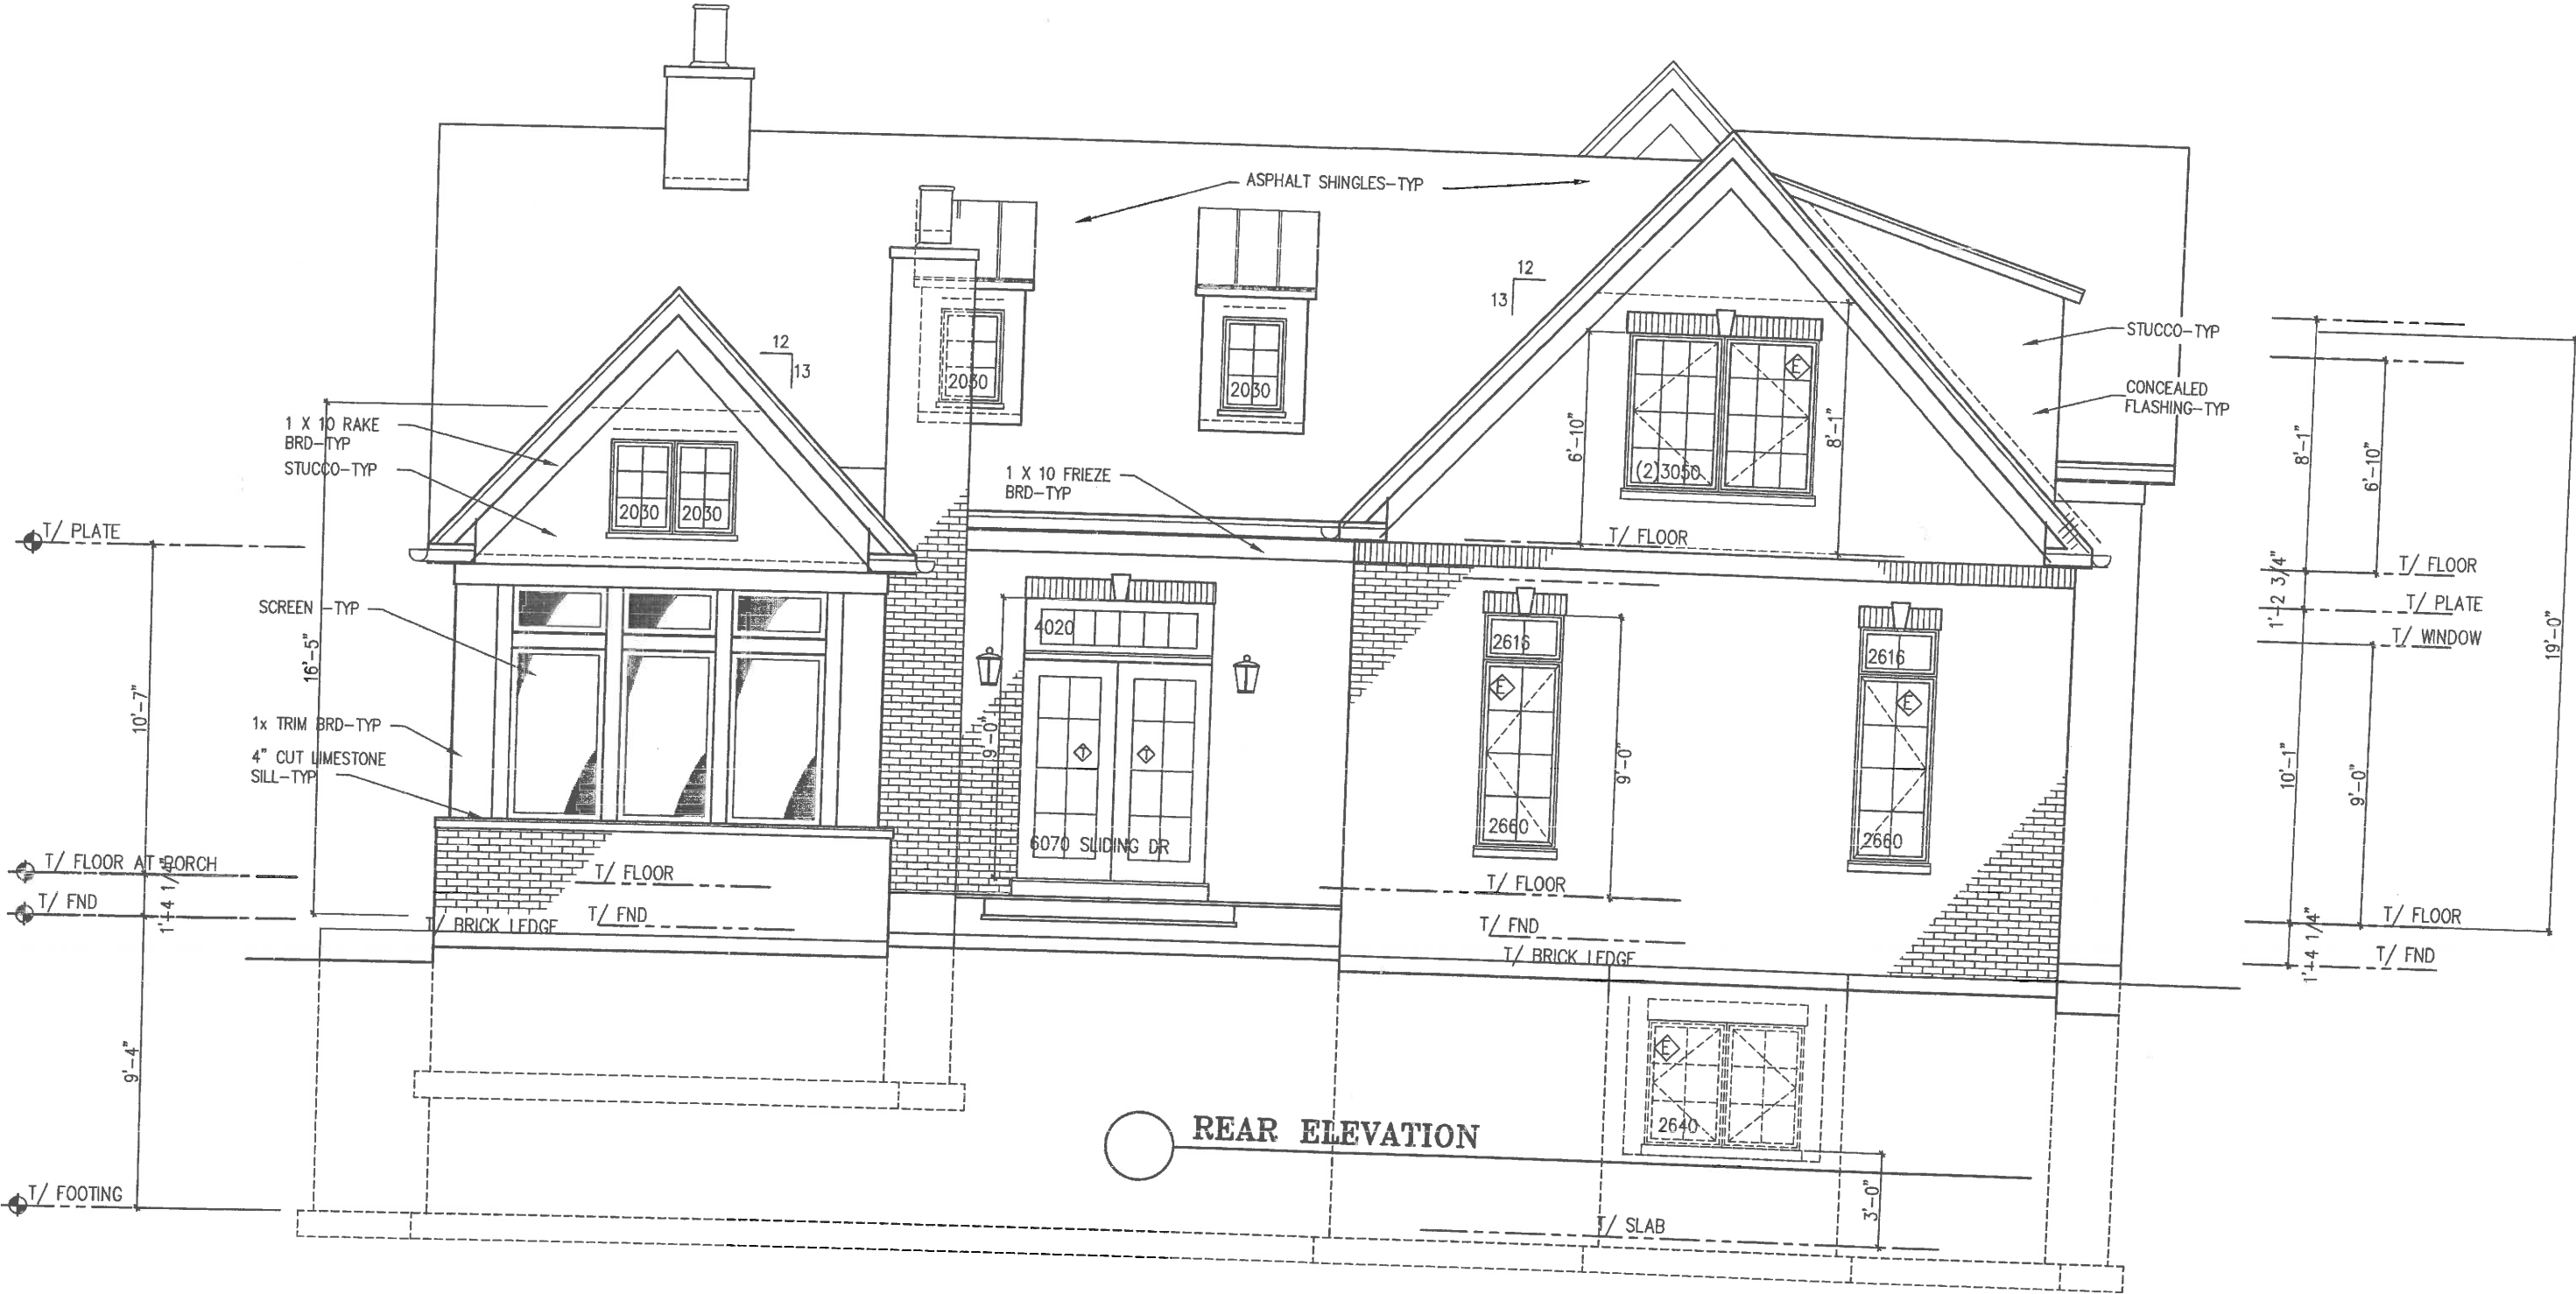 ASPHALT SHINGLES-TYP
12
13
12
13
STUCCO-TYP
CONCEALED
FLASHING-TYP
1 X 10 RAKE
BRD-TYP
STUCCO-TYP
1 X 10 FRIEZE
BRD-TYP
2030
2030
2030
2030
(2)3050
E
6'-10"
8'-1"
8'-1"
6'-10"
19'-0"
T/ PLATE
T/ FLOOR
T/ FLOOR
1'-2 3/4"
T/ PLATE
T/ WINDOW
SCREEN-TYP
16'-5"
10'-7"
4020
2616
2616
E
E
1x TRIM BRD-TYP
4" CUT LIMESTONE
SILL-TYP
9'-0"
T
T
9'-0"
10'-1"
9'-0"
6070 SLIDING DR
2660
2660
T/ FLOOR AT PORCH
T/ FLOOR
T/ FLOOR
T/ FND
1'-4 1/4"
T/ FND
T/ BRICK LEDGE
T/ FND
T/ BRICK LEDGE
T/ FLOOR
1'-4 1/4"
T/ FND
9'-4"
E
2640
REAR ELEVATION
T/ FOOTING
3'-0"
T/ SLAB